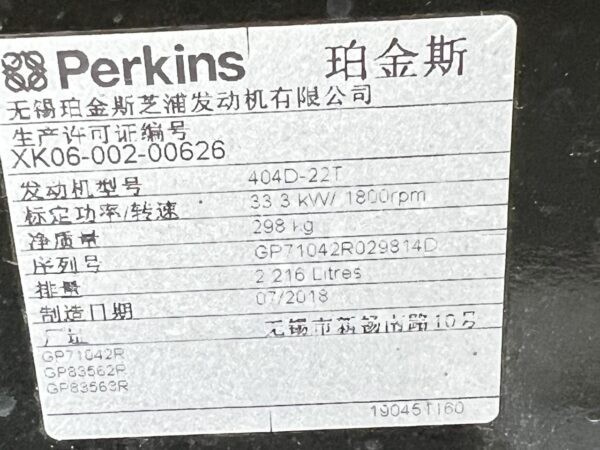 Perkins 珀金斯
无锡珀金斯芝浦发动机有限公司
生产许可证编号
XK06-002-00626
发动机型号 404D-22T
标定功率/转速 33.3 kW/ 1800rpm
净质量 298 kg
序列号 GP71042R029814D
排量 2.216 Litres
制造日期 07/2018
厂址 无锡市新锡南路10号
GP71042R
GP83562R
GP83563R
190451160